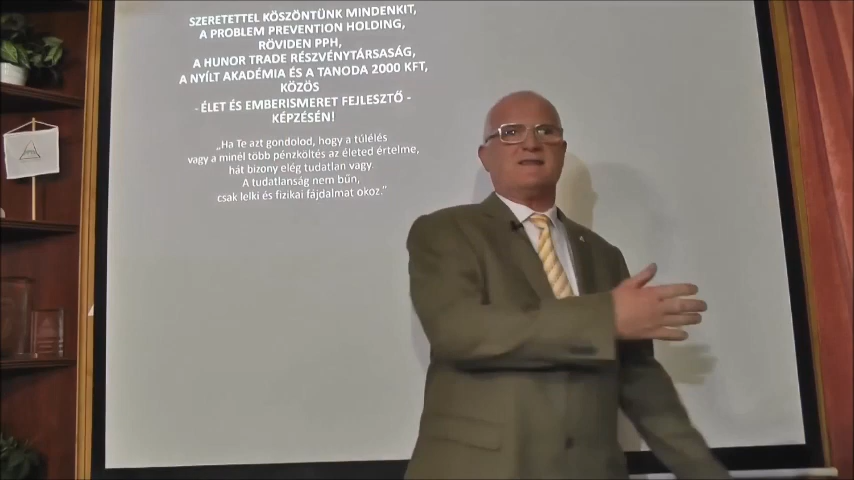 SZERETETTEL KÖSZÖNTÜNK MINDENKIT,
A PROBLEM PREVENTION HOLDING,
RÖVIDEN PPH,
A HUNOR TRADE RÉSZVÉNYTÁRSASÁG,
A NYÍLT AKADÉMIA ÉS A TANODA 2000 KFT,
KÖZÖS
- ÉLET ÉS EMBERISMERET FEJLESZTŐ -
KÉPZÉSÉN!
„Ha Te azt gondolod, hogy a túlélés
vagy a minél több pénzköltés az életed értelme,
hát bizony elég tudatlan vagy.
A tudatlanság nem bűn,
csak lelki és fizikai fájdalmat okoz."